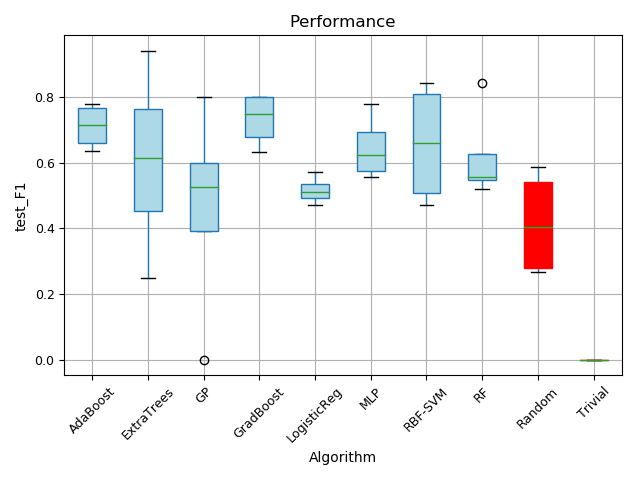 Performance
test_F1
0.8
0.6
0.4
0.2
0.0
AdaBoost
ExtraTrees
GP
GradBoost
LogisticReg
MLP
RBF-SVM
RF
Random
Trivial
Algorithm